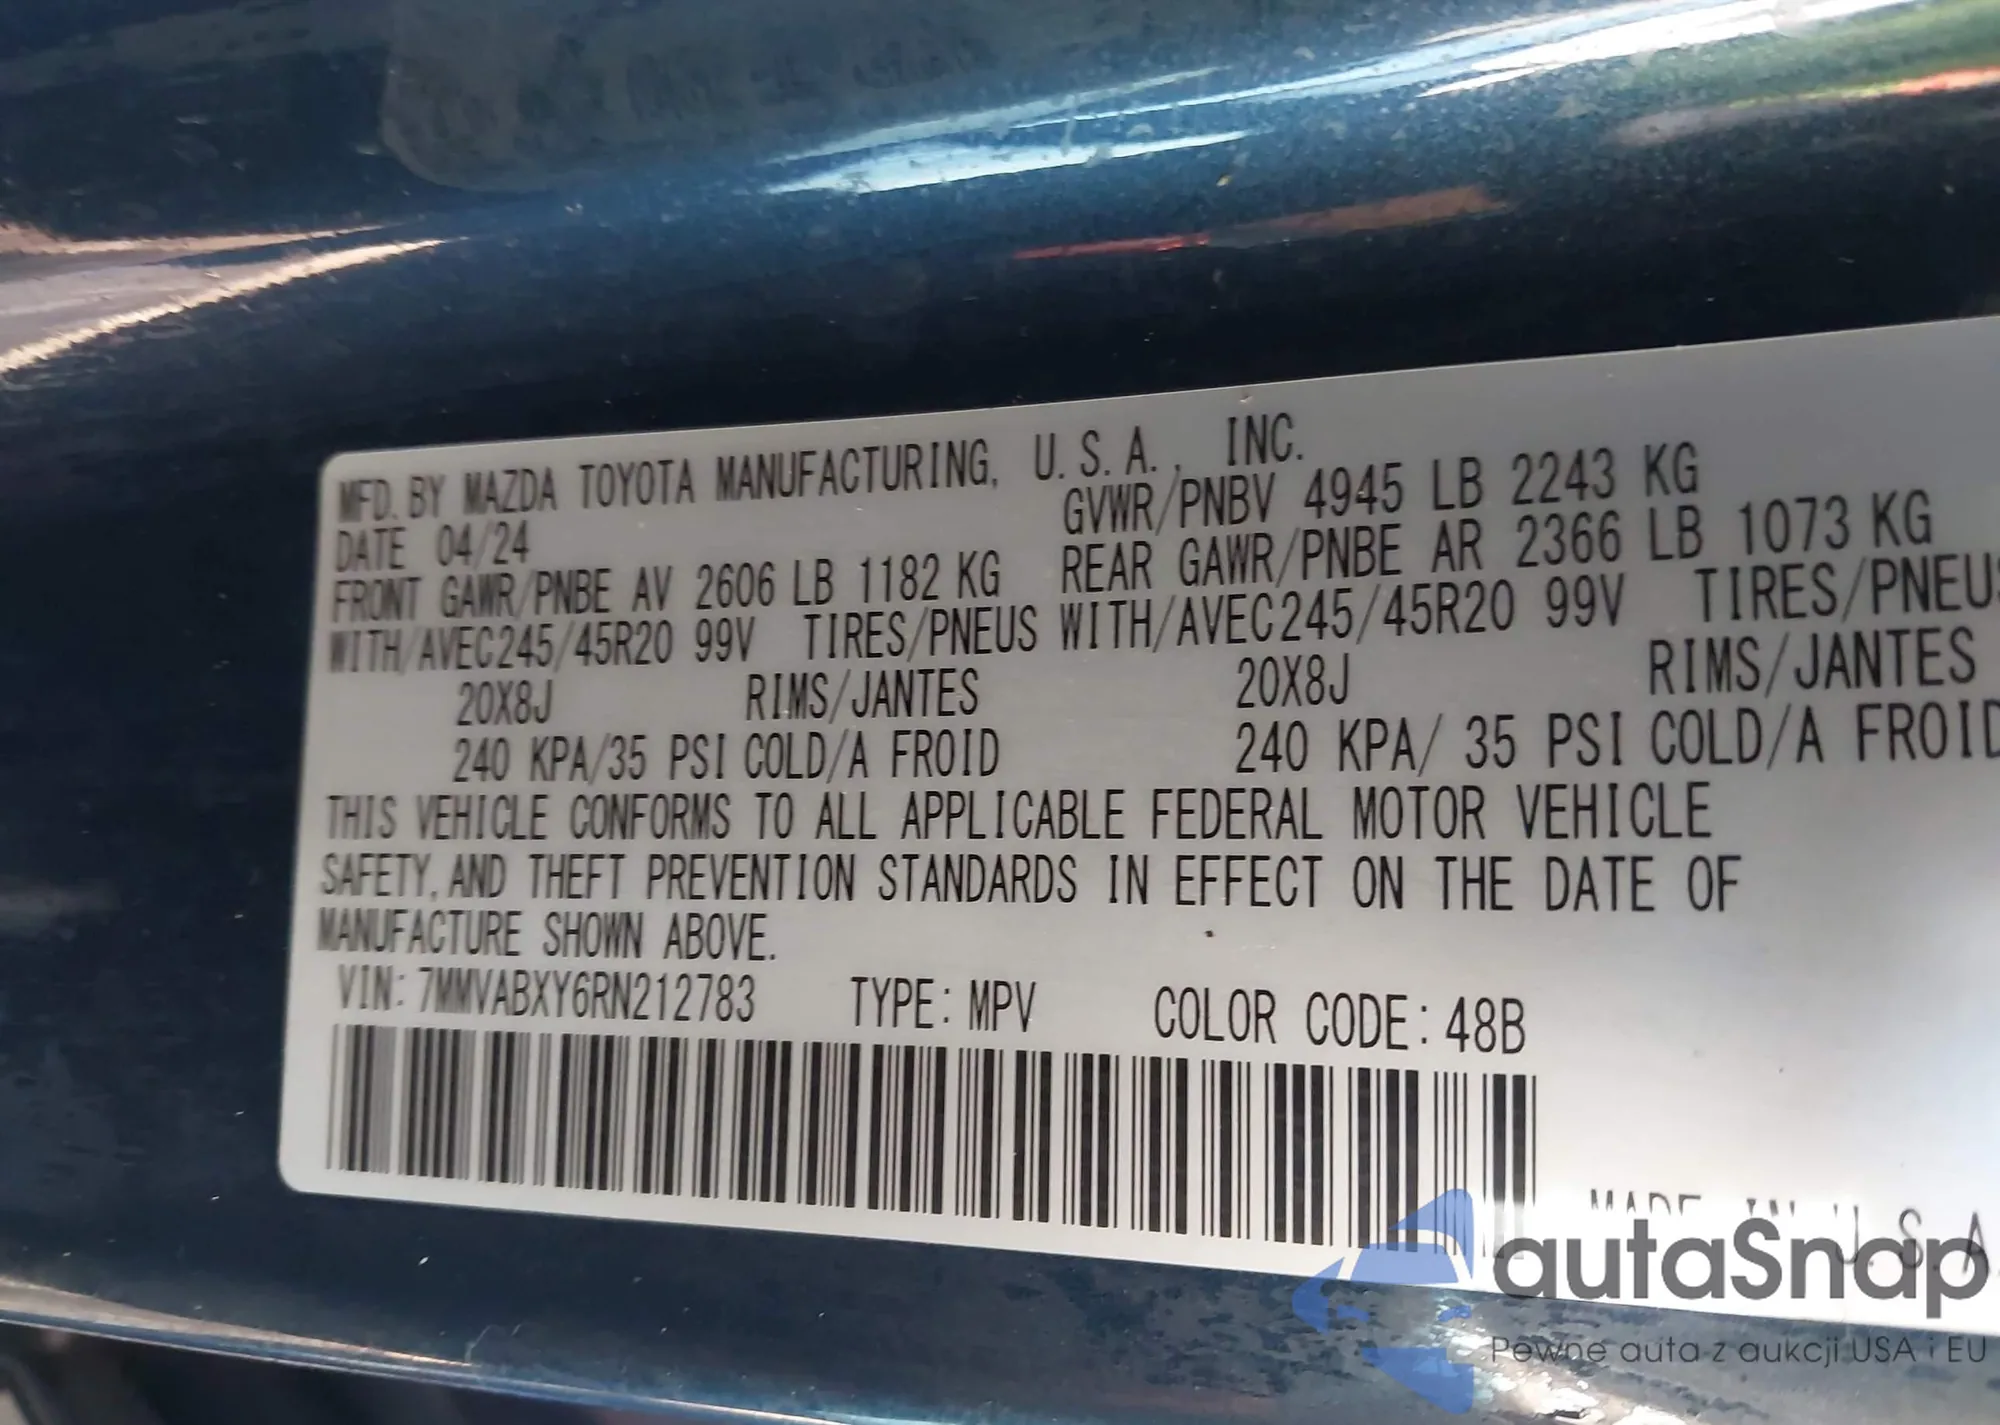 MFD. BY MAZDA TOYOTA MANUFACTURING, U.S.A., INC.
DATE 04/24 GVWR/PNBV 4945 LB 2243 KG
FRONT GAWR/PNBE AV 2606 LB 1182 KG REAR GAWR/PNBE AR 2366 LB 1073 KG
WITH/AVEC245/45R20 99V TIRES/PNEUS WITH/AVEC245/45R20 99V TIRES/PNEUS
20X8J RIMS/JANTES 20X8J RIMS/JANTES
240 KPA/35 PSI COLD/A FROID 240 KPA/ 35 PSI COLD/A FROID
THIS VEHICLE CONFORMS TO ALL APPLICABLE FEDERAL MOTOR VEHICLE
SAFETY, AND THEFT PREVENTION STANDARDS IN EFFECT ON THE DATE OF
MANUFACTURE SHOWN ABOVE.
VIN: 7MMVABXY6RN212783 TYPE: MPV COLOR CODE: 48B
MADE IN U.S.A
autaSnap
Pewne auta z aukcji USA i EU